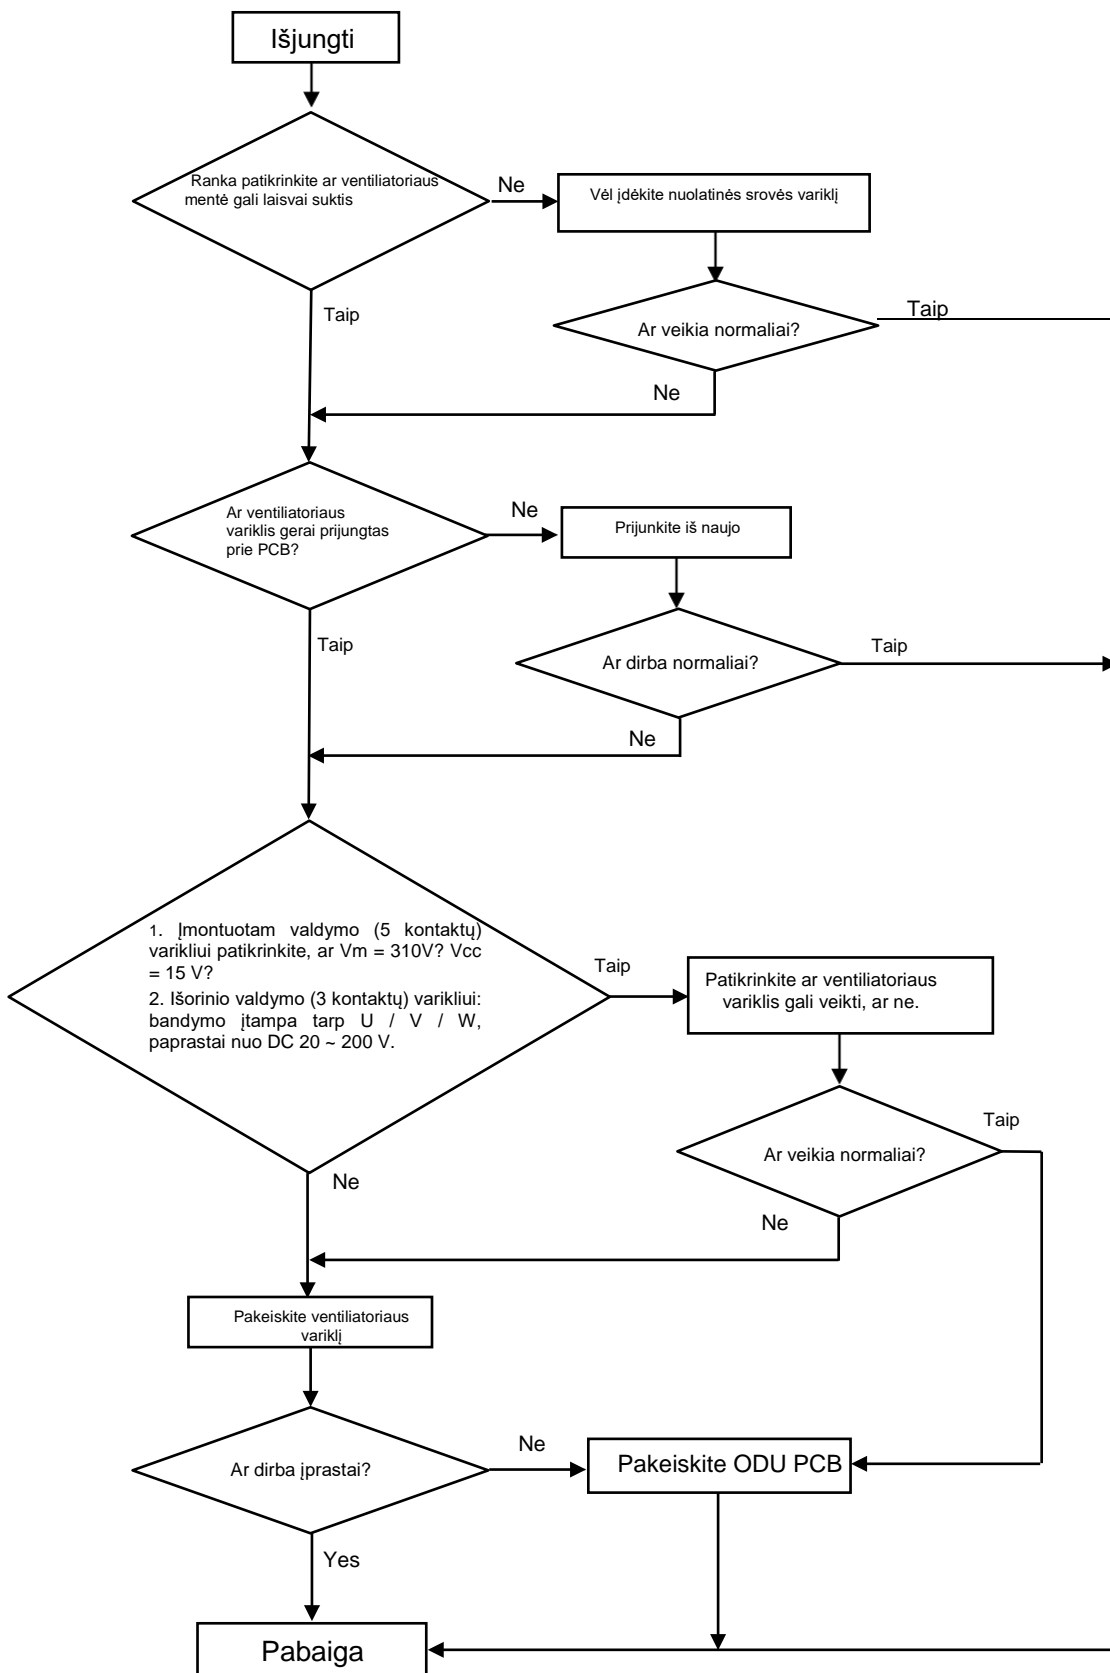 Išjungti
Ranka patikrinkite ar ventiliatoriaus
mentė gali laisvai suktis
Ne
Vėl įdėkite nuolatinės srovės variklį
Taip
Ar veikia normaliai?
Taip
Ne
Ar ventiliatoriaus
variklis gerai prijungtas
prie PCB?
Ne
Prijunkite iš naujo
Taip
Ar dirba normaliai?
Taip
Ne
1. Įmontuotam valdymo (5 kontaktų)
varikliui patikrinkite, ar Vm = 310V? Vcc
= 15 V?
2. Išorinio valdymo (3 kontaktų) varikliui:
bandymo įtampa tarp U / V / W,
paprastai nuo DC 20 ~ 200 V.
Taip
Patikrinkite ar ventiliatoriaus
variklis gali veikti, ar ne.
Ne
Ar veikia normaliai?
Taip
Ne
Pakeiskite ventiliatoriaus
variklį
Ar dirba įprastai?
Ne
Pakeiskite ODU PCB
Yes
Pabaiga